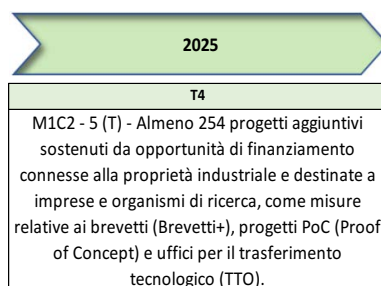 2025
T4
M1C2 - 5 (T) - Almeno 254 progetti aggiuntivi
sostenuti da opportunità di finanziamento
connesse alla proprietà industriale e destinate a
imprese e organismi di ricerca, come misure
relative ai brevetti (Brevetti+), progetti PoC (Proof
of Concept) e uffici per il trasferimento
tecnologico (TTO).